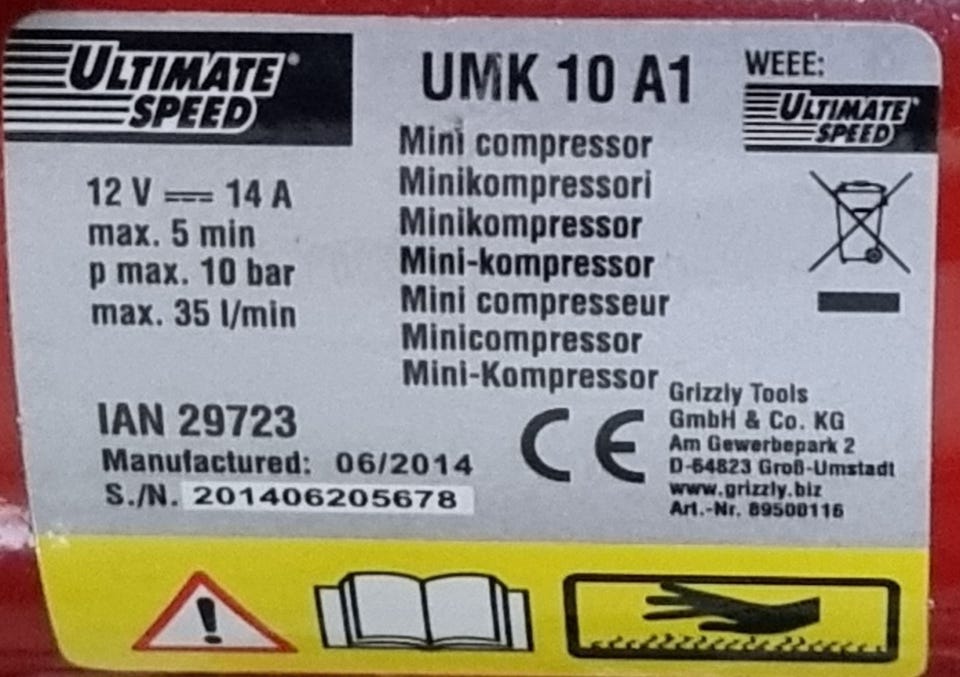 ULTIMATE SPEED®
UMK 10 A1
WEEE:
ULTIMATE SPEED®
12 V ⎓ 14 A
max. 5 min
p max. 10 bar
max. 35 l/min
Mini compressor
Minikompressori
Minikompressor
Mini-kompressor
Mini compresseur
Minicompressor
Mini-Kompressor
IAN 29723
Manufactured: 06/2014
S./N. 201406205678
CE
Grizzly Tools
GmbH & Co. KG
Am Gewerbepark 2
D-64823 Groß-Umstadt
www.grizzly.biz
Art.-Nr. 89500116